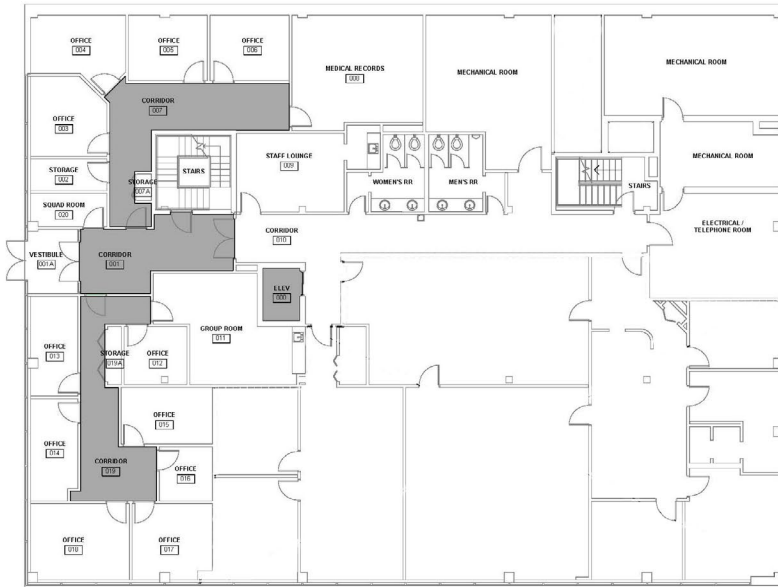 OFFICE
004
OFFICE
005
OFFICE
006
MEDICAL RECORDS
008
MECHANICAL ROOM
MECHANICAL ROOM
CORRIDOR
007
OFFICE
003
STAFF LOUNGE
009
MECHANICAL ROOM
STORAGE
002
STAIRS
WOMEN'S RR
MEN'S RR
STAIRS
STORAGE
007A
SQUAD ROOM
020
CORRIDOR
010
ELECTRICAL /
TELEPHONE ROOM
VESTIBULE
001A
CORRIDOR
001
ELEV
000
GROUP ROOM
011
OFFICE
013
STORAGE
019A
OFFICE
012
OFFICE
015
OFFICE
014
CORRIDOR
019
OFFICE
016
OFFICE
018
OFFICE
017